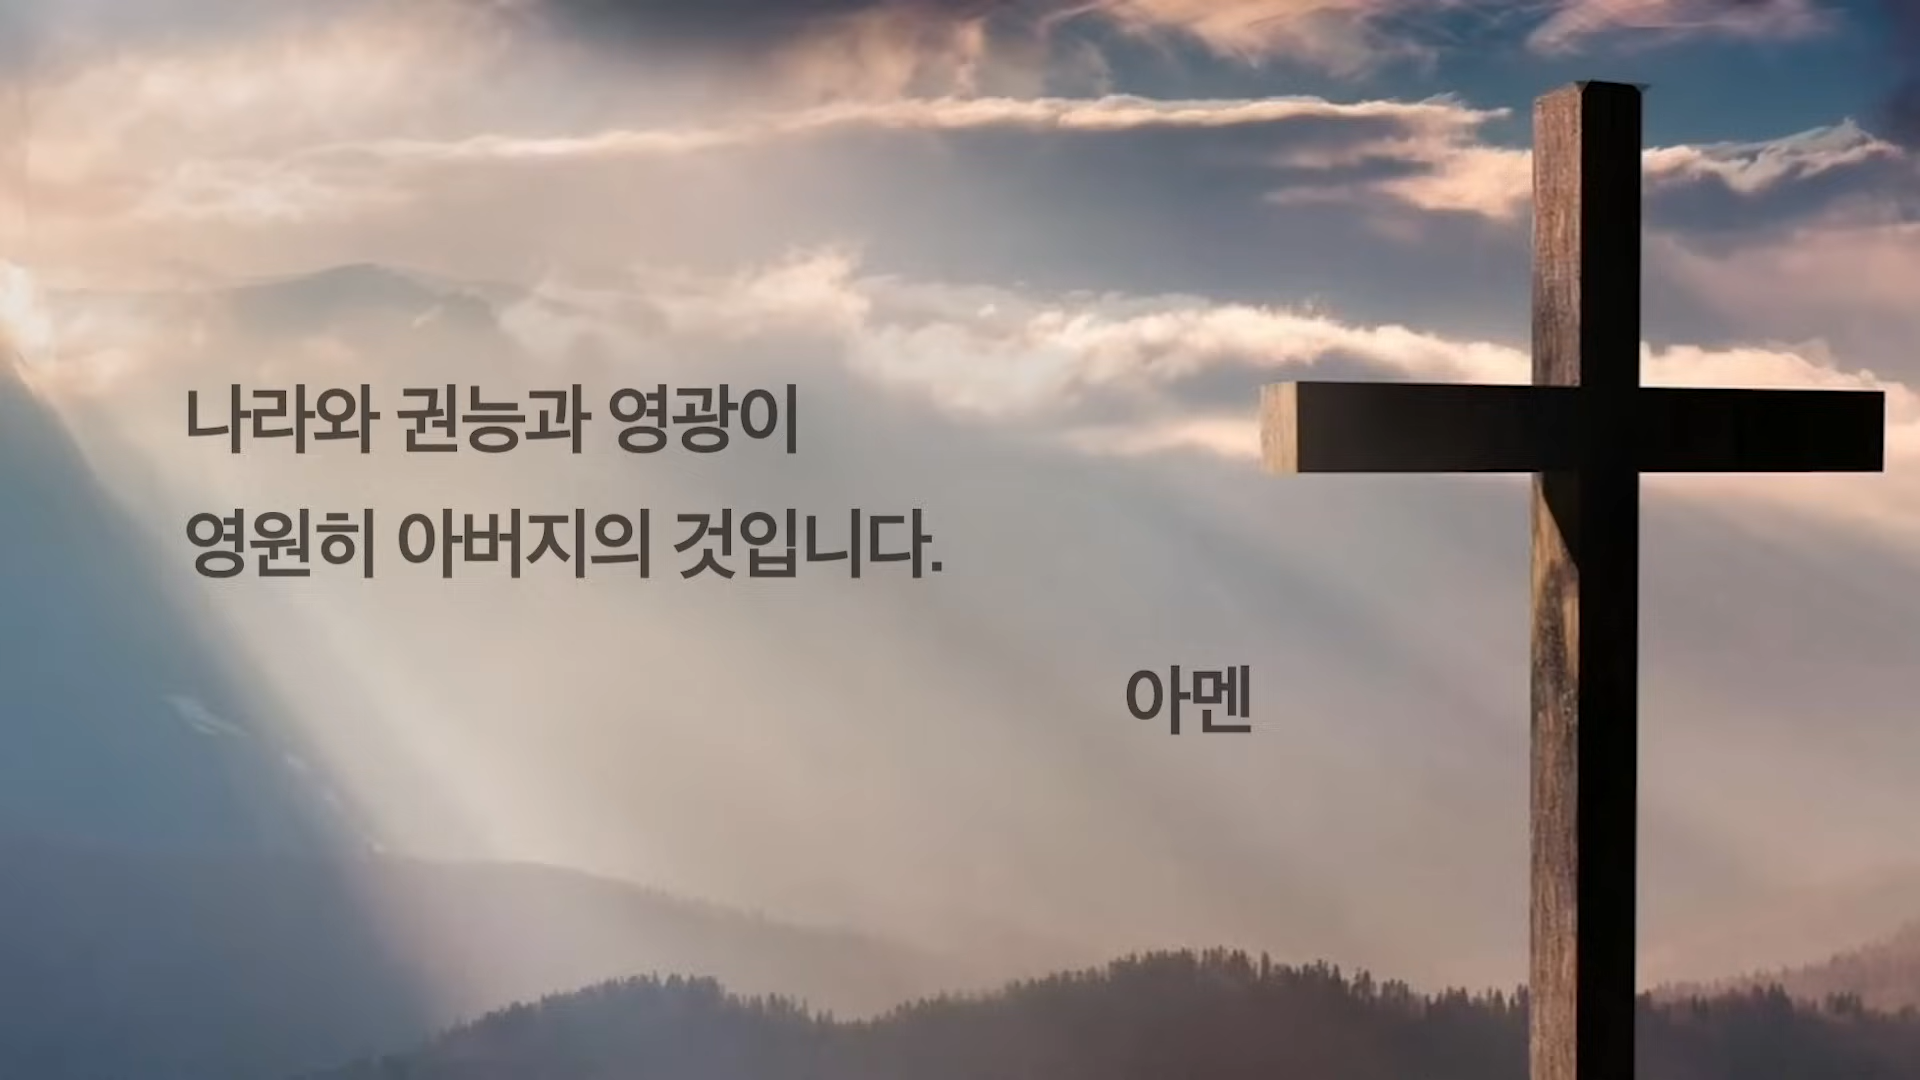 나라와 권능과 영광이
영원히 아버지의 것입니다.
아멘